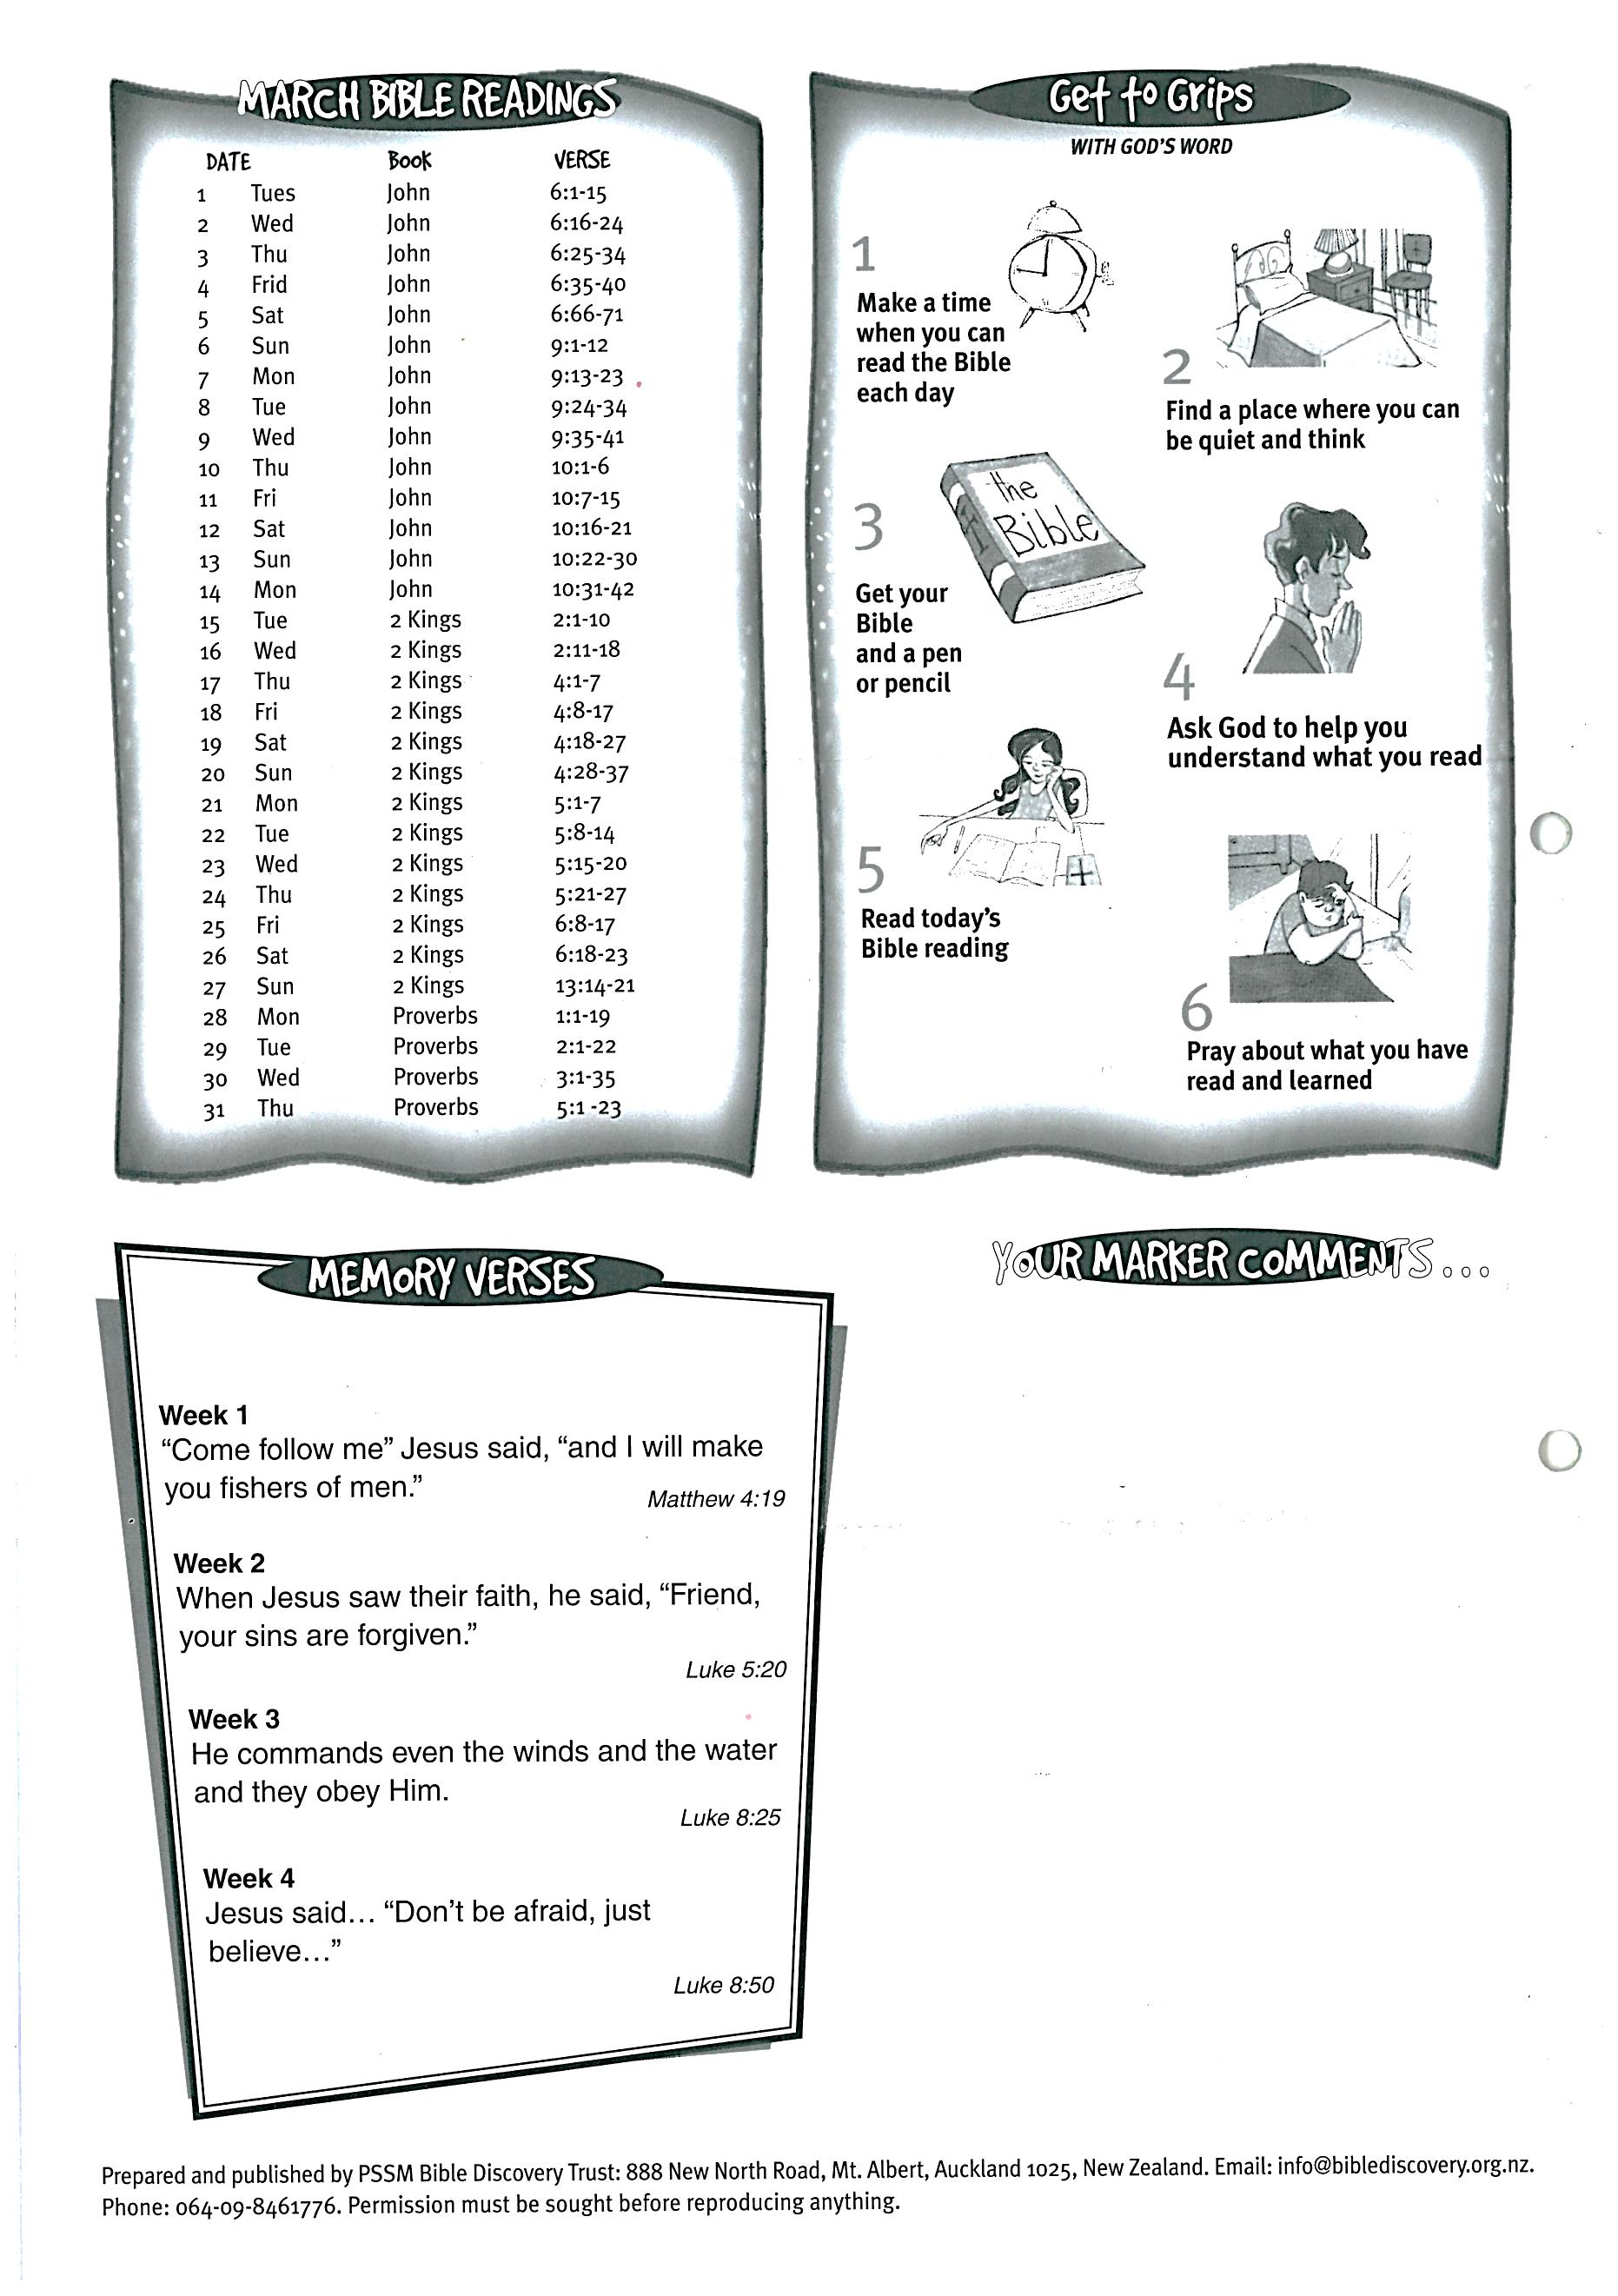 MARCH BIBLE READINGS
DATE Book VERSE
1 Tues John 6:1-15
2 Wed John 6:16-24
3 Thu John 6:25-34
4 Frid John 6:35-40
5 Sat John 6:66-71
6 Sun John 9:1-12
7 Mon John 9:13-23
8 Tue John 9:24-34
9 Wed John 9:35-41
10 Thu John 10:1-6
11 Fri John 10:7-15
12 Sat John 10:16-21
13 Sun John 10:22-30
14 Mon John 10:31-42
15 Tue 2 Kings 2:1-10
16 Wed 2 Kings 2:11-18
17 Thu 2 Kings 4:1-7
18 Fri 2 Kings 4:8-17
19 Sat 2 Kings 4:18-27
20 Sun 2 Kings 4:28-37
21 Mon 2 Kings 5:1-7
22 Tue 2 Kings 5:8-14
23 Wed 2 Kings 5:15-20
24 Thu 2 Kings 5:21-27
25 Fri 2 Kings 6:8-17
26 Sat 2 Kings 6:18-23
27 Sun 2 Kings 13:14-21
28 Mon Proverbs 1:1-19
29 Tue Proverbs 2:1-22
30 Wed Proverbs 3:1-35
31 Thu Proverbs 5:1 -23
Get to Grips
WITH GOD'S WORD
1
Make a time
when you can
read the Bible
each day
2
Find a place where you can
be quiet and think
the
Bible
3
Get your
Bible
and a pen
or pencil
4
Ask God to help you
understand what you read
5
Read today's
Bible reading
6
Pray about what you have
read and learned
MEMORY VERSES
Week 1
“Come follow me” Jesus said, “and I will make
you fishers of men.”
Matthew 4:19
Week 2
When Jesus saw their faith, he said, “Friend,
your sins are forgiven.”
Luke 5:20
Week 3
He commands even the winds and the water
and they obey Him.
Luke 8:25
Week 4
Jesus said… “Don't be afraid, just
believe…”
Luke 8:50
YOUR MARKER COMMENTS...
Prepared and published by PSSM Bible Discovery Trust: 888 New North Road, Mt. Albert, Auckland 1025, New Zealand. Email: info@biblediscovery.org.nz.
Phone: 064-09-8461776. Permission must be sought before reproducing anything.